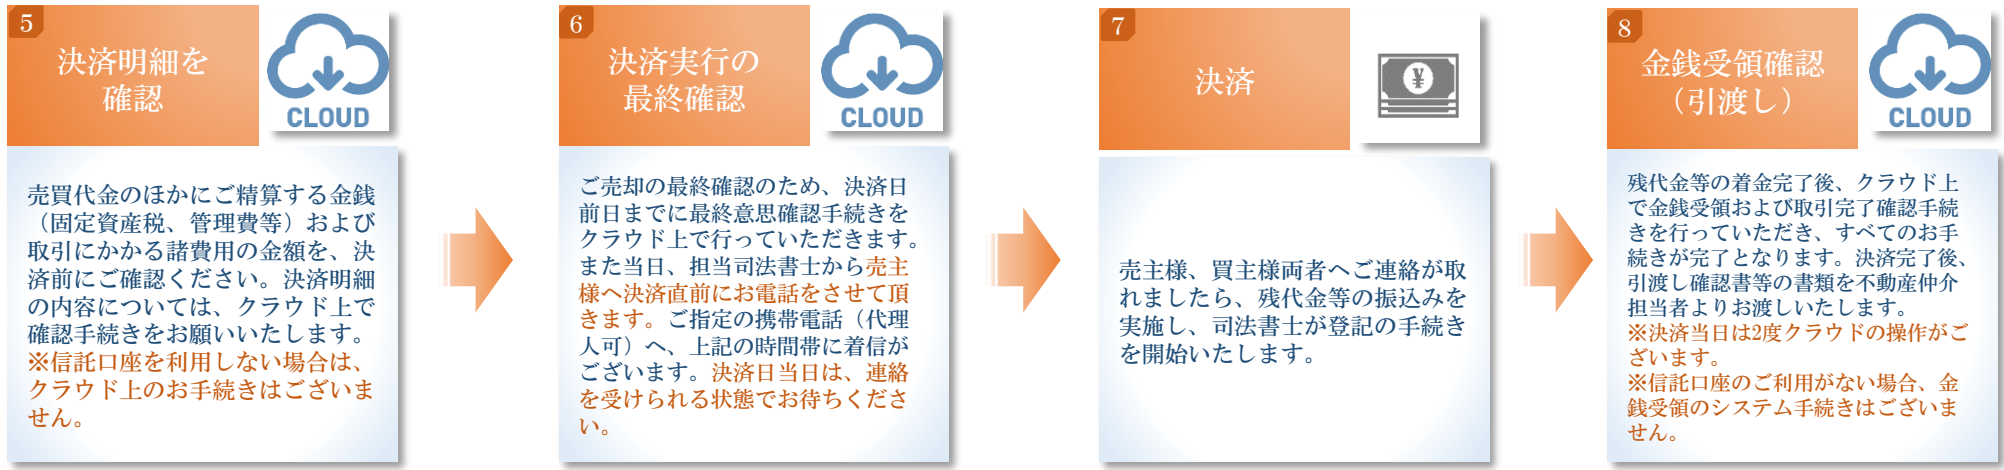 5
決済明細を
確認
CLOUD
売買代金のほかにご精算する金銭
（固定資産税、管理費等）および
取引にかかる諸費用の金額を、決
済前にご確認ください。決済明細
の内容については、クラウド上で
確認手続きをお願いいたします。
※信託口座を利用しない場合は、
クラウド上のお手続きはございま
せん。
6
決済実行の
最終確認
CLOUD
ご売却の最終確認のため、決済日
前日までに最終意思確認手続きを
クラウド上で行っていただきます。
また当日、担当司法書士から売主
様へ決済直前にお電話をさせて頂
きます。ご指定の携帯電話（代理
人可）へ、上記の時間帯に着信が
ございます。決済日当日は、連絡
を受けられる状態でお待ちくださ
い。
7
決済
¥
売主様、買主様両者へご連絡が取
れましたら、残代金等の振込みを
実施し、司法書士が登記の手続き
を開始いたします。
8
金銭受領確認
（引渡し）
CLOUD
残代金等の着金完了後、クラウド上
で金銭受領および取引完了確認手続
きを行っていただき、すべてのお手
続きが完了となります。決済完了後、
引渡し確認書等の書類を不動産仲介
担当者よりお渡しいたします。
※決済当日は2度クラウドの操作がご
ざいます。
※信託口座のご利用がない場合、金
銭受領のシステム手続きはございま
せん。